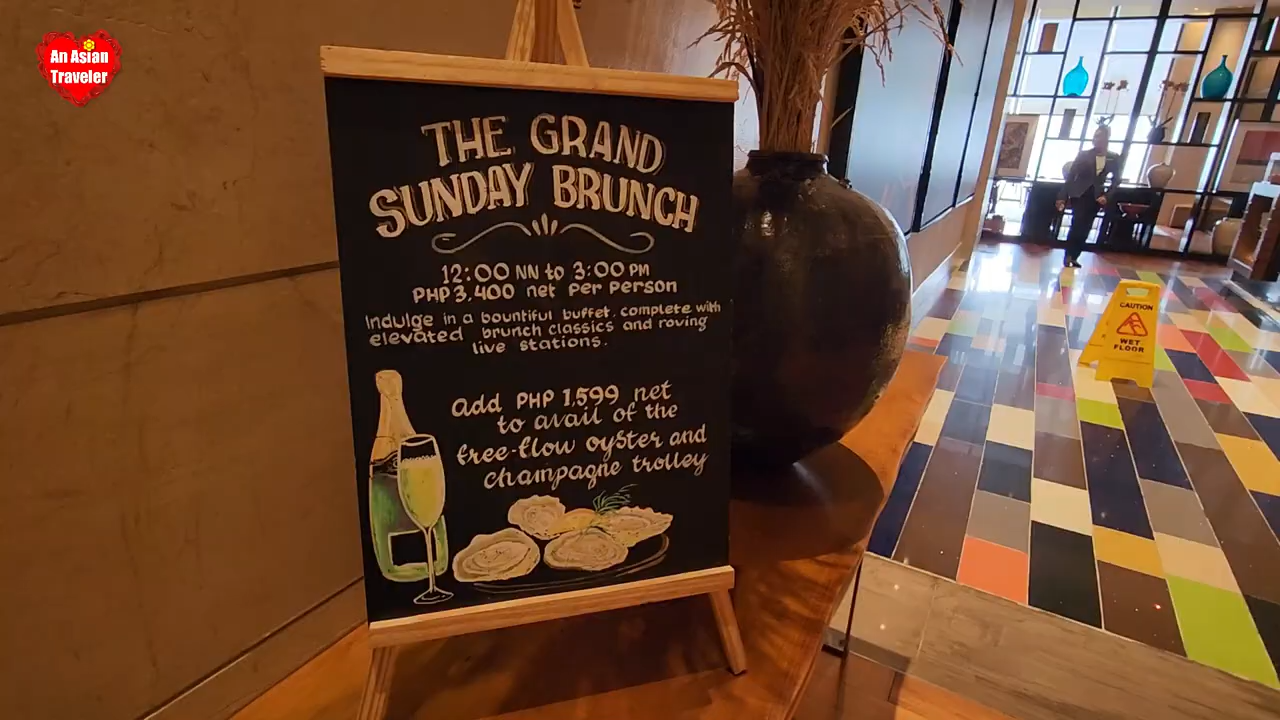 An Asian
Traveler
THE GRAND
SUNDAY BRUNCH
12:00 NN to 3:00 PM
PHP 3,400 net per person
Indulge in a bountiful buffet, complete with
elevated brunch classics and roving
live stations.
add PHP 1,599 net
to avail of the
free-flow oyster and
champagne trolley
CAUTION
WET
FLOOR